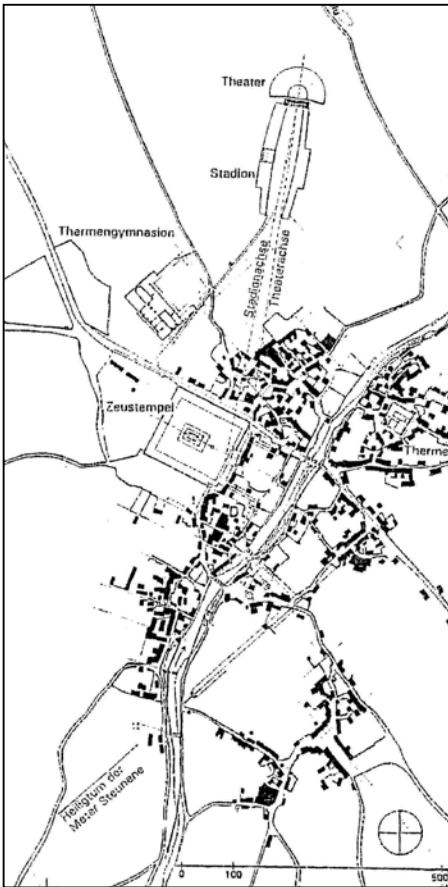 Theater
Stadion
Thermengymnasion
Stadionachse
Theaterachse
Zeustempel
Therme
Heiligtum der
Meter Steunene
0 100 500